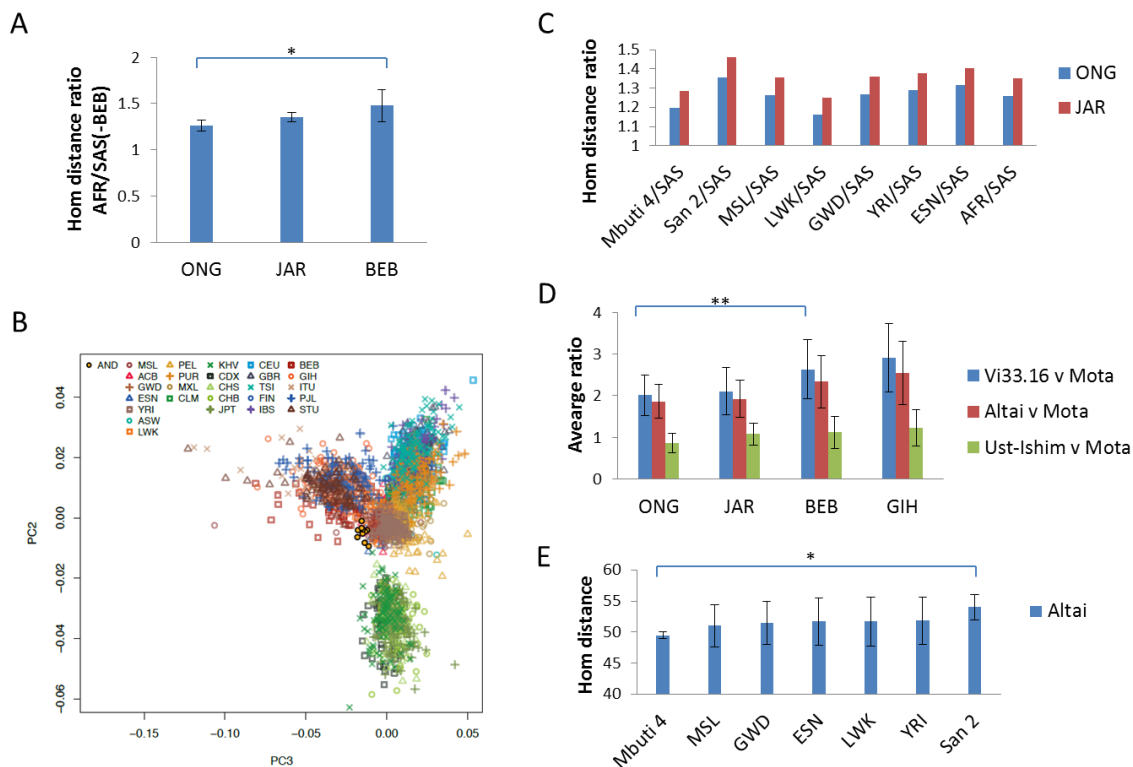 A
Hom distance ratio
AFR/SAS(-BEB)
2
1.5
1
0.5
0
*
ONG JAR BEB
B
AND MSL PEL KHV CEU BEB
ACB PUR CDX GBR GIH
GWD MXL CHS TSI ITU
ESN CLM CHB FIN PJL
YRI JPT IBS STU
ASW
LWK
PC2
0.04
0.02
0.00
−0.02
−0.04
−0.06
−0.15 −0.10 −0.05 0.00 0.05
PC3
C
Hom distance ratio
1.5
1.4
1.3
1.2
1.1
1
ONG
JAR
Mbuti 4/SAS
San 2/SAS
MSL/SAS
LWK/SAS
GWD/SAS
YRI/SAS
ESN/SAS
AFR/SAS
D
Avearge ratio
4
3
2
1
0
**
Vi33.16 v Mota
Altai v Mota
Ust-Ishim v Mota
ONG JAR BEB GIH
E
Hom distance
60
55
50
45
40
*
Altai
Mbuti 4
MSL
GWD
ESN
LWK
YRI
San 2